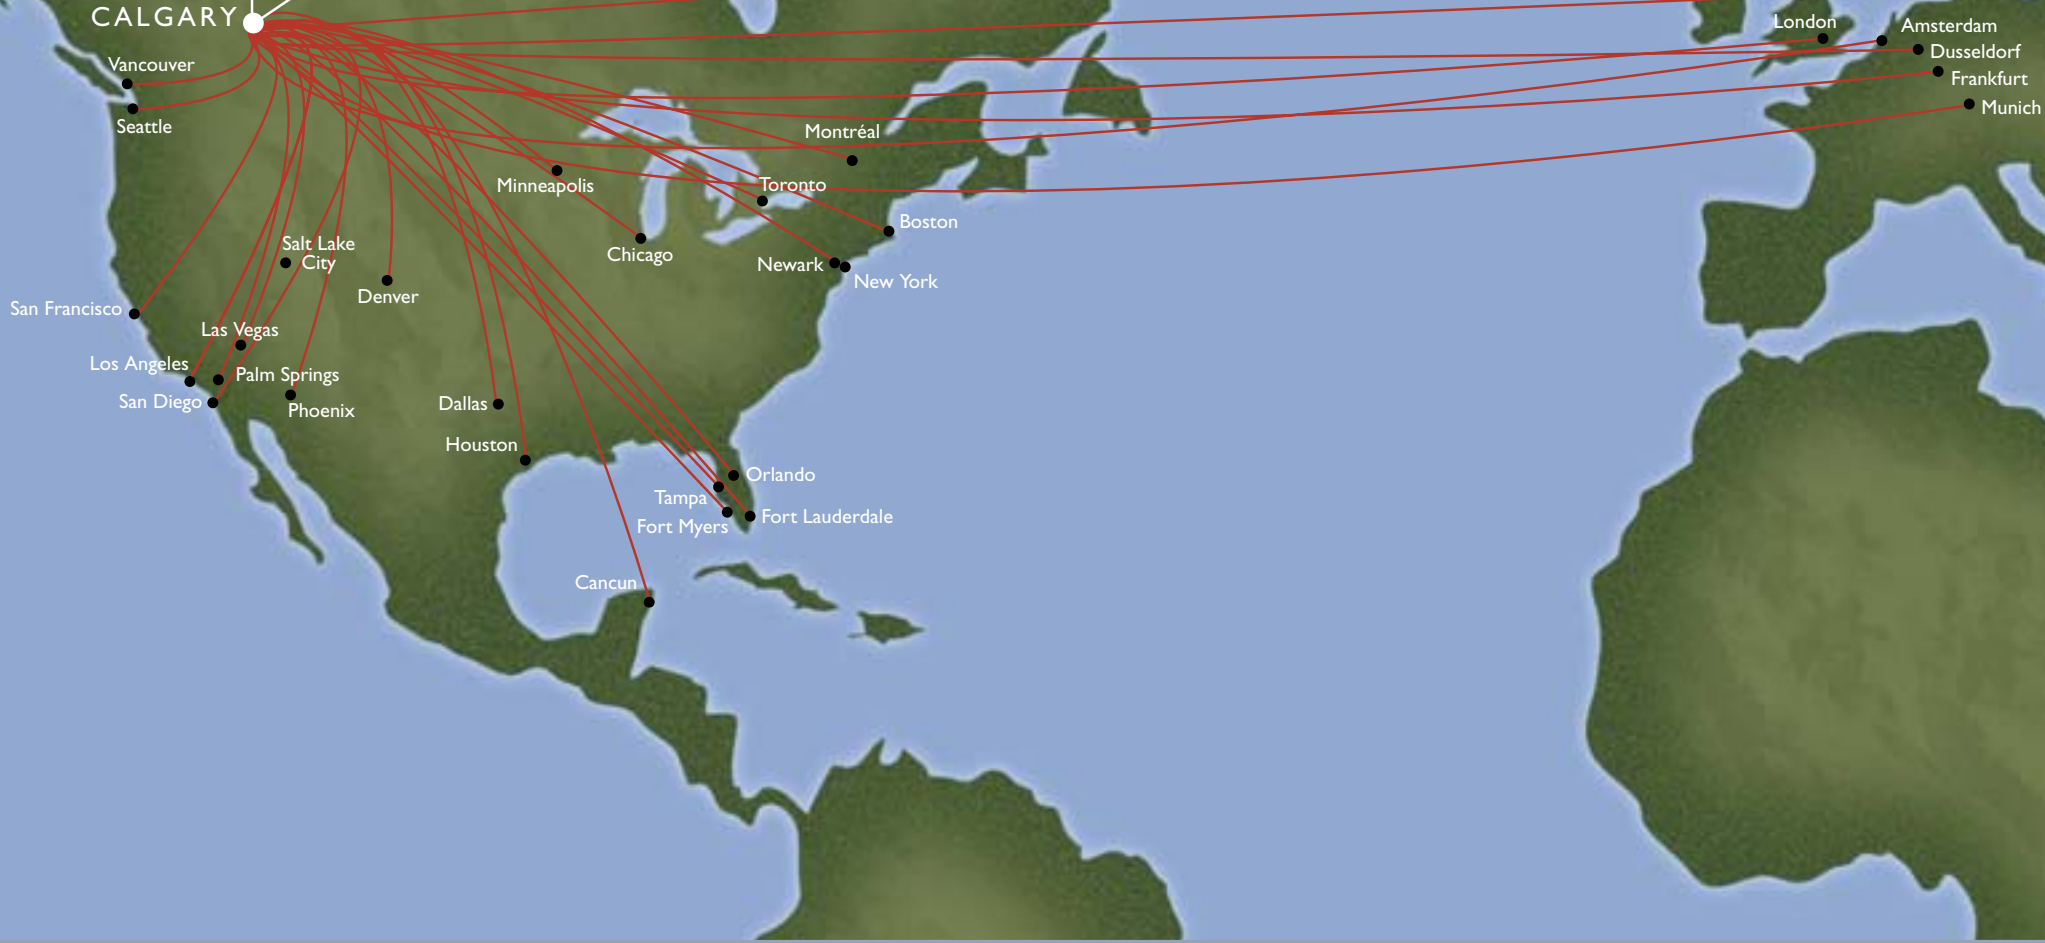 CALGARY
London
Amsterdam
Dusseldorf
Vancouver
Frankfurt
Munich
Seattle
Montréal
Minneapolis
Toronto
Boston
Salt Lake
City
Chicago
Newark
New York
Denver
San Francisco
Las Vegas
Los Angeles
Palm Springs
San Diego
Phoenix
Dallas
Houston
Orlando
Tampa
Fort Lauderdale
Fort Myers
Cancun